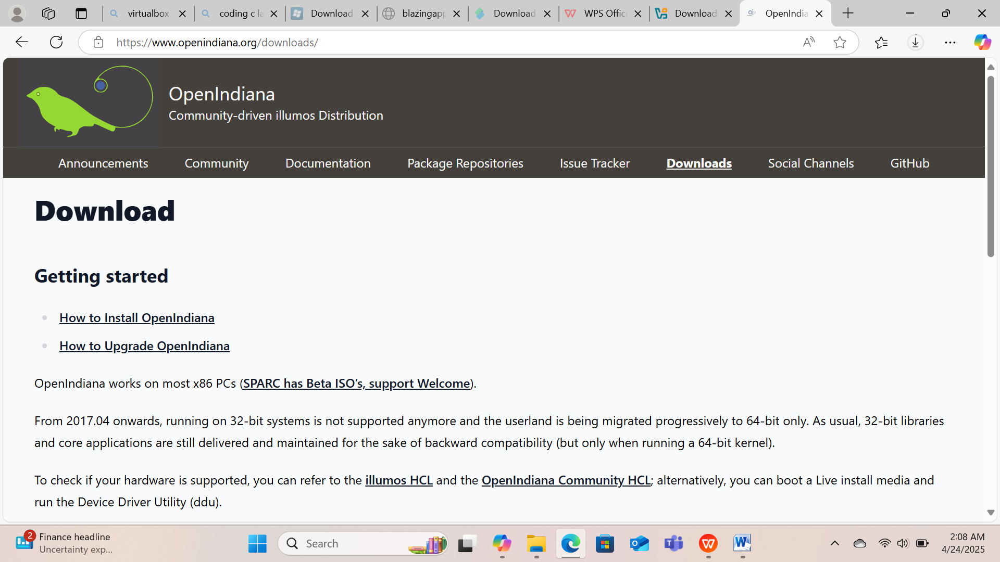 virtualbox
coding c la
Download
blazingapp
Download
WPS Office
Download
OpenIndia
https://www.openindiana.org/downloads/
OpenIndiana
Community-driven illumos Distribution
Announcements Community Documentation Package Repositories Issue Tracker Downloads Social Channels GitHub
Download
Getting started
How to Install OpenIndiana
How to Upgrade OpenIndiana
OpenIndiana works on most x86 PCs (SPARC has Beta ISO’s, support Welcome).
From 2017.04 onwards, running on 32-bit systems is not supported anymore and the userland is being migrated progressively to 64-bit only. As usual, 32-bit libraries
and core applications are still delivered and maintained for the sake of backward compatibility (but only when running a 64-bit kernel).
To check if your hardware is supported, you can refer to the illumos HCL and the OpenIndiana Community HCL; alternatively, you can boot a Live install media and
run the Device Driver Utility (ddu).
2
Finance headline
Uncertainty exp...
Search
2:08 AM
4/24/2025